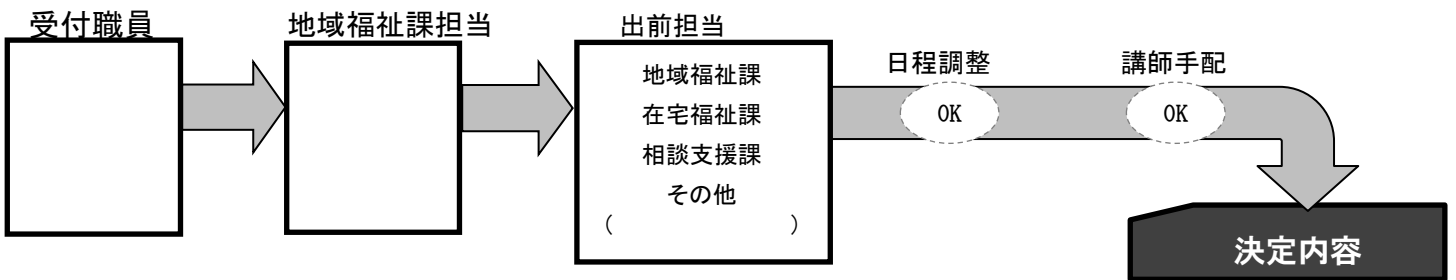 受付職員
地域福祉課担当
出前担当
地域福祉課
在宅福祉課
相談支援課
その他
(　　　　　　　)
日程調整
講師手配
OK
OK
決定内容